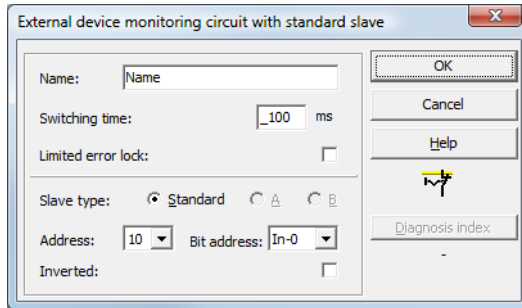 External device monitoring circuit with standard slave
Name: Name
Switching time: _100 ms
Limited error lock:
Slave type: Standard A B
Address: 10 Bit address: In-0
Inverted:
OK
Cancel
Help
Diagnosis index
-